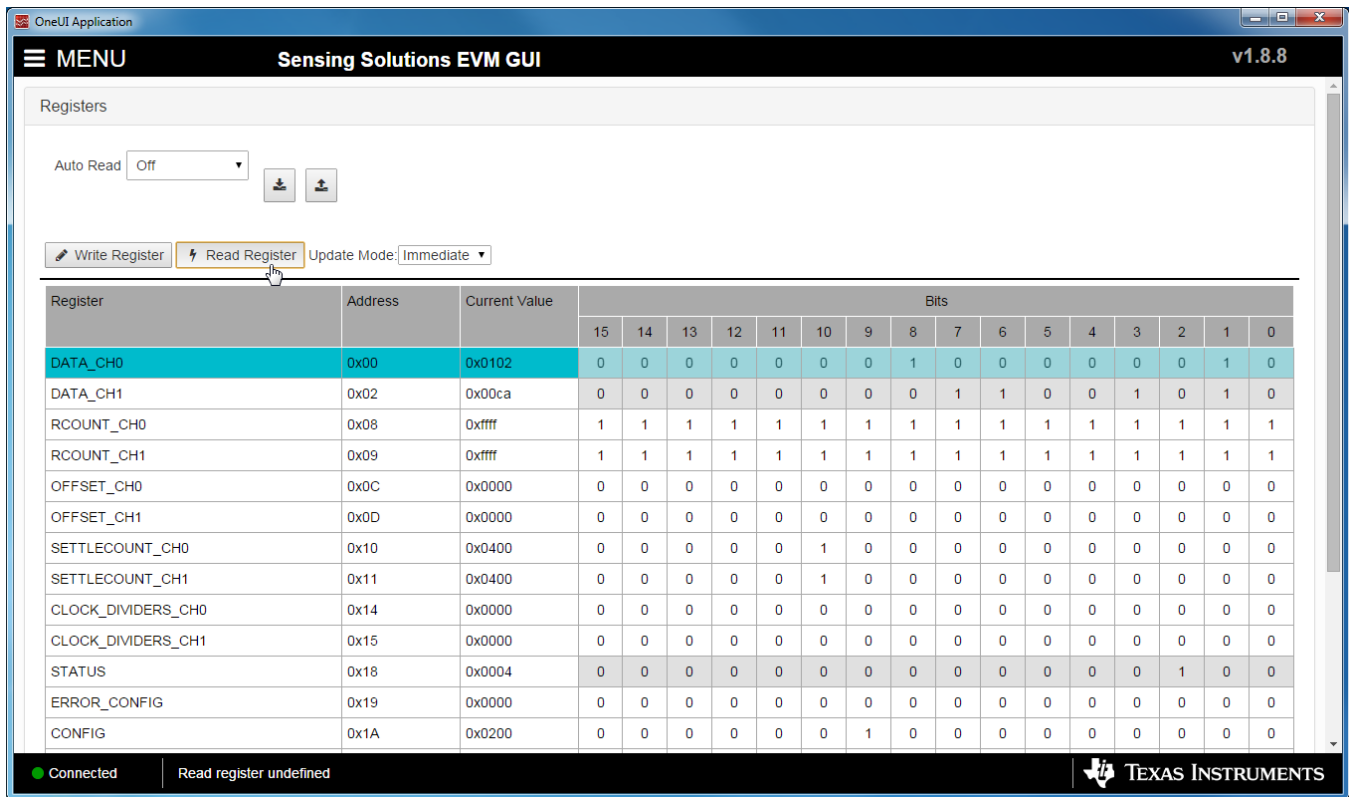 OneUI Application
MENU Sensing Solutions EVM GUI v1.8.8
Registers
Auto Read Off
Write Register Read Register Update Mode: Immediate
Register Address Current Value Bits
15 14 13 12 11 10 9 8 7 6 5 4 3 2 1 0
DATA_CH0 0x00 0x0102 0 0 0 0 0 0 0 1 0 0 0 0 0 0 1 0
DATA_CH1 0x02 0x00ca 0 0 0 0 0 0 0 0 1 1 0 0 1 0 1 0
RCOUNT_CH0 0x08 0xffff 1 1 1 1 1 1 1 1 1 1 1 1 1 1 1 1
RCOUNT_CH1 0x09 0xffff 1 1 1 1 1 1 1 1 1 1 1 1 1 1 1 1
OFFSET_CH0 0x0C 0x0000 0 0 0 0 0 0 0 0 0 0 0 0 0 0 0 0
OFFSET_CH1 0x0D 0x0000 0 0 0 0 0 0 0 0 0 0 0 0 0 0 0 0
SETTLECOUNT_CH0 0x10 0x0400 0 0 0 0 0 1 0 0 0 0 0 0 0 0 0 0
SETTLECOUNT_CH1 0x11 0x0400 0 0 0 0 0 1 0 0 0 0 0 0 0 0 0 0
CLOCK_DIVIDERS_CH0 0x14 0x0000 0 0 0 0 0 0 0 0 0 0 0 0 0 0 0 0
CLOCK_DIVIDERS_CH1 0x15 0x0000 0 0 0 0 0 0 0 0 0 0 0 0 0 0 0 0
STATUS 0x18 0x0004 0 0 0 0 0 0 0 0 0 0 0 0 0 1 0 0
ERROR_CONFIG 0x19 0x0000 0 0 0 0 0 0 0 0 0 0 0 0 0 0 0 0
CONFIG 0x1A 0x0200 0 0 0 0 0 0 1 0 0 0 0 0 0 0 0 0
Connected Read register undefined TEXAS INSTRUMENTS